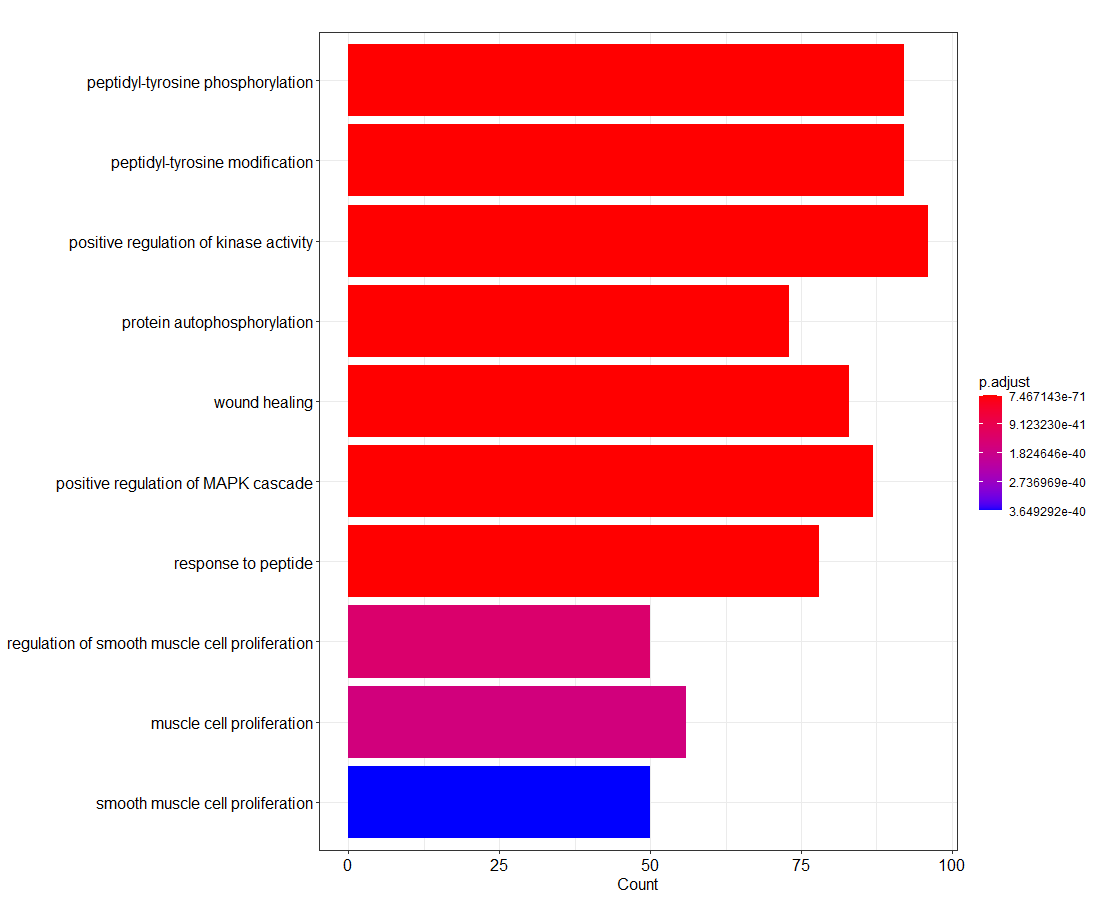 peptidyl-tyrosine phosphorylation
peptidyl-tyrosine modification
positive regulation of kinase activity
protein autophosphorylation
wound healing
positive regulation of MAPK cascade
response to peptide
regulation of smooth muscle cell proliferation
muscle cell proliferation
smooth muscle cell proliferation
0 25 50 75 100
Count
p.adjust
7.467143e-71
9.123230e-41
1.824646e-40
2.736969e-40
3.649292e-40